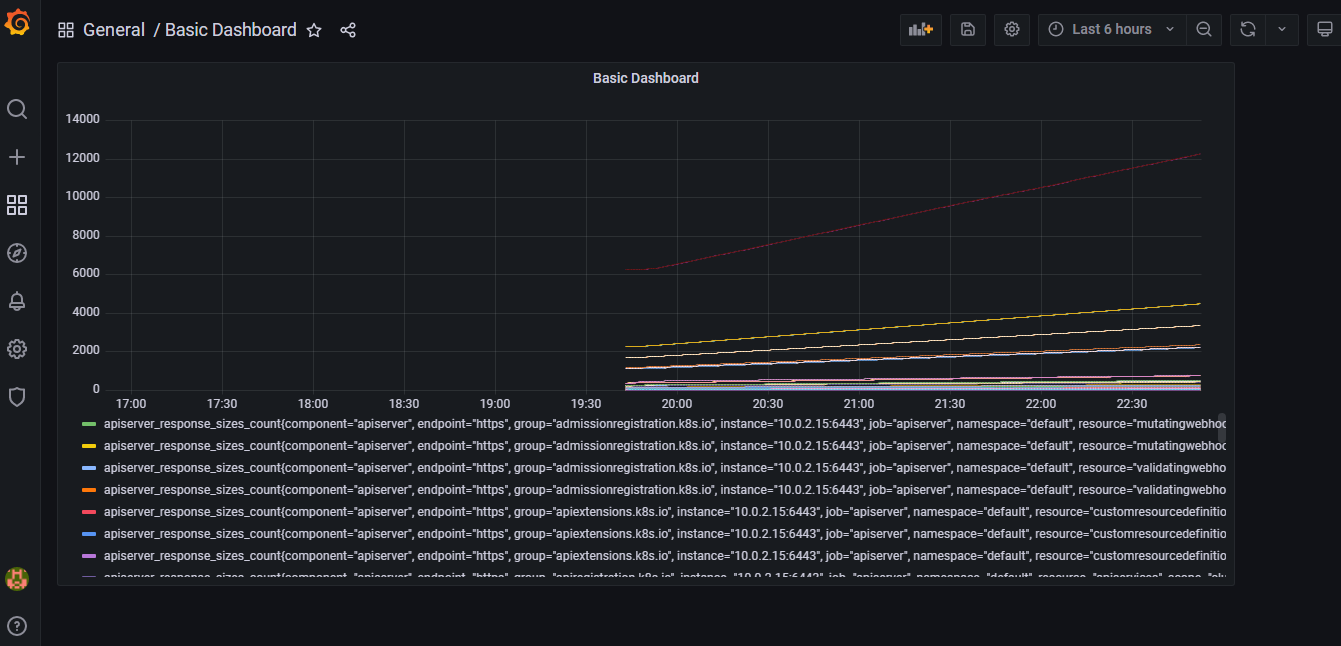 General / Basic Dashboard
Last 6 hours
Basic Dashboard
14000
12000
10000
8000
6000
4000
2000
0
17:00 17:30 18:00 18:30 19:00 19:30 20:00 20:30 21:00 21:30 22:00 22:30
apiserver_response_sizes_count{component="apiserver", endpoint="https", group="admissionregistration.k8s.io", instance="10.0.2.15:6443", job="apiserver", namespace="default", resource="mutatingwebhoo
apiserver_response_sizes_count{component="apiserver", endpoint="https", group="admissionregistration.k8s.io", instance="10.0.2.15:6443", job="apiserver", namespace="default", resource="mutatingwebhoo
apiserver_response_sizes_count{component="apiserver", endpoint="https", group="admissionregistration.k8s.io", instance="10.0.2.15:6443", job="apiserver", namespace="default", resource="validatingwebho
apiserver_response_sizes_count{component="apiserver", endpoint="https", group="admissionregistration.k8s.io", instance="10.0.2.15:6443", job="apiserver", namespace="default", resource="validatingwebho
apiserver_response_sizes_count{component="apiserver", endpoint="https", group="apiextensions.k8s.io", instance="10.0.2.15:6443", job="apiserver", namespace="default", resource="customresourcedefinitio
apiserver_response_sizes_count{component="apiserver", endpoint="https", group="apiextensions.k8s.io", instance="10.0.2.15:6443", job="apiserver", namespace="default", resource="customresourcedefinitio
apiserver_response_sizes_count{component="apiserver", endpoint="https", group="apiextensions.k8s.io", instance="10.0.2.15:6443", job="apiserver", namespace="default", resource="customresourcedefinitio